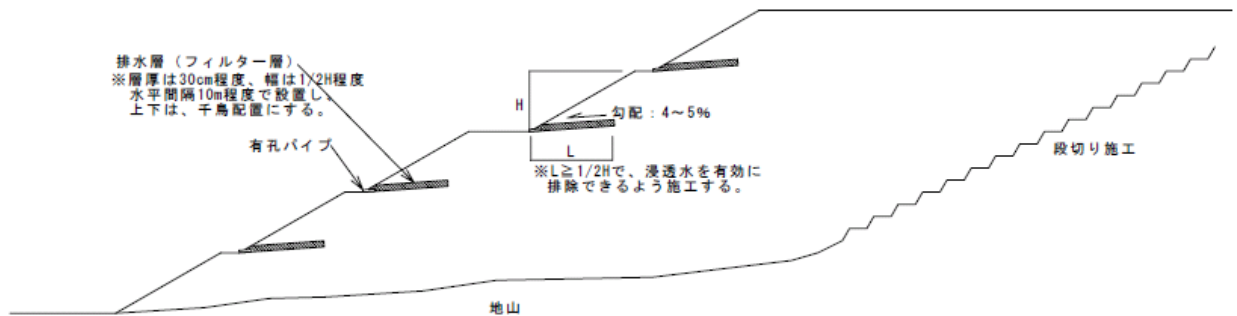 排水層（フィルター層）
※層厚は30cm程度、幅は1/2H程度
水平間隔10m程度で設置し、
上下は、千鳥配置にする。
有孔パイプ
H
勾配：4～5%
L
※L≧1/2Hで、浸透水を有効に
排除できるよう施工する。
段切り施工
地山